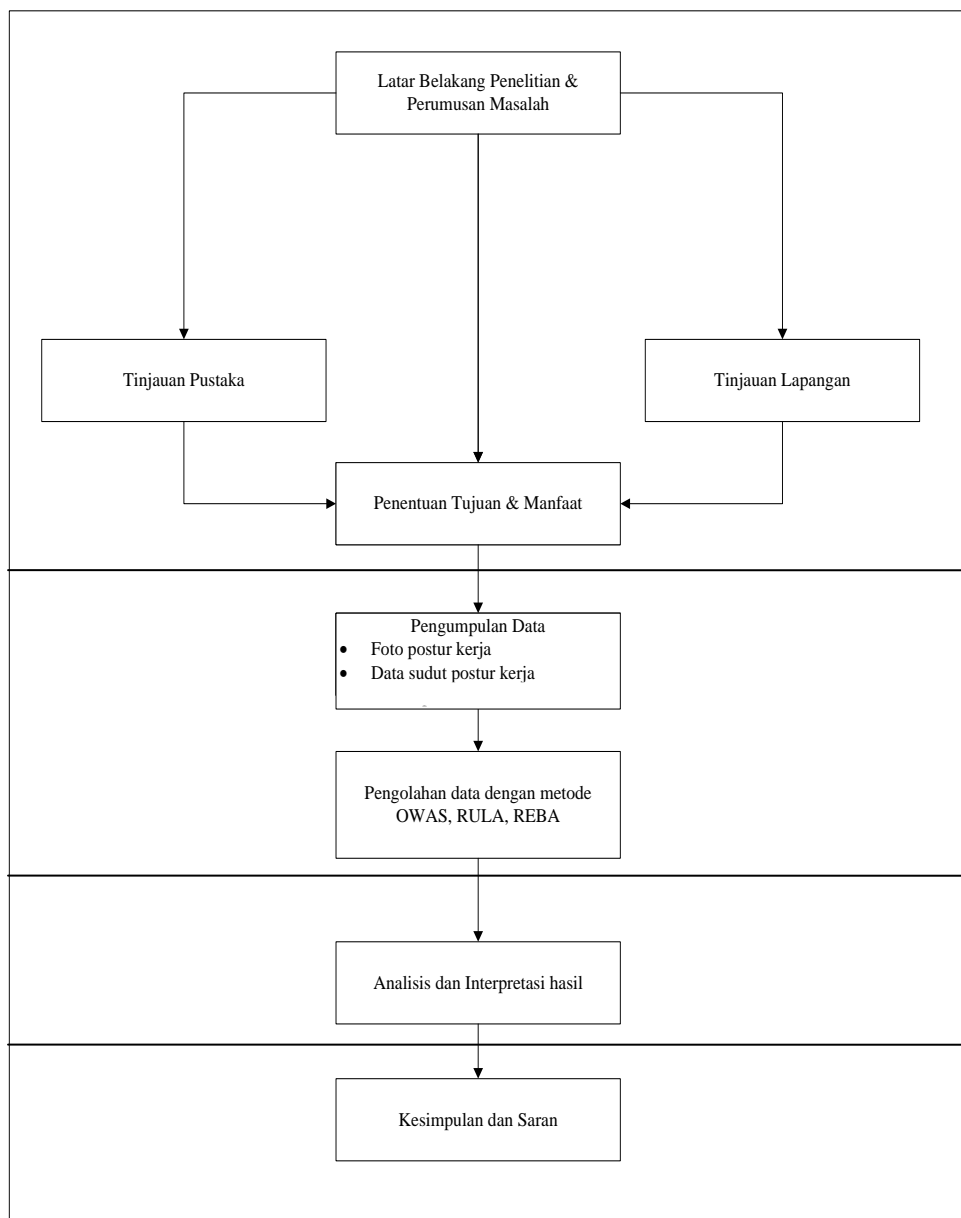 Latar Belakang Penelitian &
Perumusan Masalah
Tinjauan Pustaka
Tinjauan Lapangan
Penentuan Tujuan & Manfaat
Pengumpulan Data
• Foto postur kerja
• Data sudut postur kerja
Pengolahan data dengan metode
OWAS, RULA, REBA
Analisis dan Interpretasi hasil
Kesimpulan dan Saran